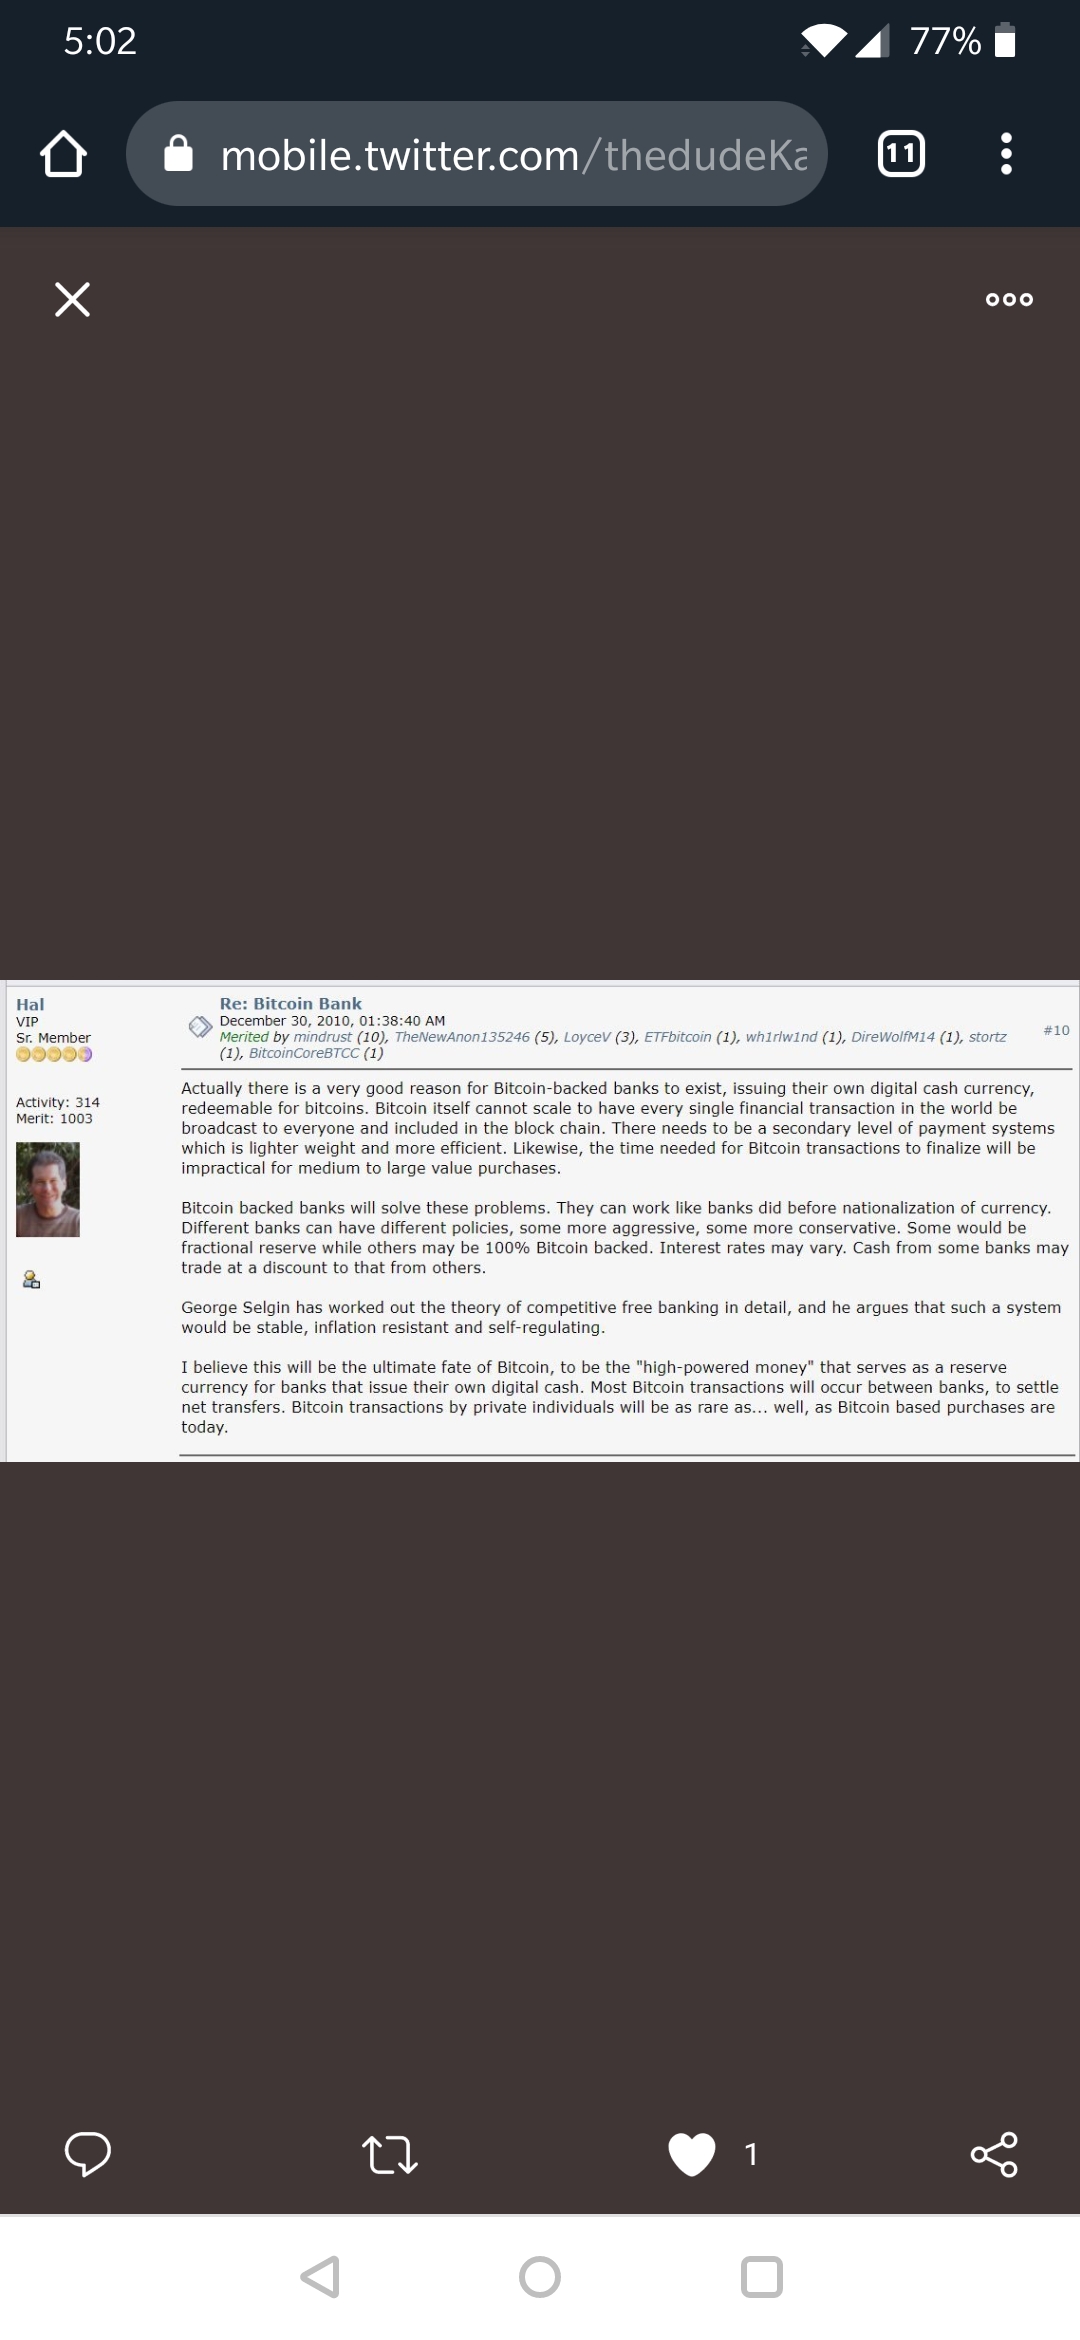 5:02
77%
mobile.twitter.com/thedudeKa
11
Hal
VIP
Sr. Member
Activity: 314
Merit: 1003
Re: Bitcoin Bank
December 30, 2010, 01:38:40 AM
#10
Merited by mindrust (10), TheNewAnon135246 (5), LoyceV (3), ETFbitcoin (1), wh1rlw1nd (1), DireWolfM14 (1), stortz
(1), BitcoinCoreBTCC (1)
Actually there is a very good reason for Bitcoin-backed banks to exist, issuing their own digital cash currency,
redeemable for bitcoins. Bitcoin itself cannot scale to have every single financial transaction in the world be
broadcast to everyone and included in the block chain. There needs to be a secondary level of payment systems
which is lighter weight and more efficient. Likewise, the time needed for Bitcoin transactions to finalize will be
impractical for medium to large value purchases.
Bitcoin backed banks will solve these problems. They can work like banks did before nationalization of currency.
Different banks can have different policies, some more aggressive, some more conservative. Some would be
fractional reserve while others may be 100% Bitcoin backed. Interest rates may vary. Cash from some banks may
trade at a discount to that from others.
George Selgin has worked out the theory of competitive free banking in detail, and he argues that such a system
would be stable, inflation resistant and self-regulating.
I believe this will be the ultimate fate of Bitcoin, to be the "high-powered money" that serves as a reserve
currency for banks that issue their own digital cash. Most Bitcoin transactions will occur between banks, to settle
net transfers. Bitcoin transactions by private individuals will be as rare as... well, as Bitcoin based purchases are
today.
1